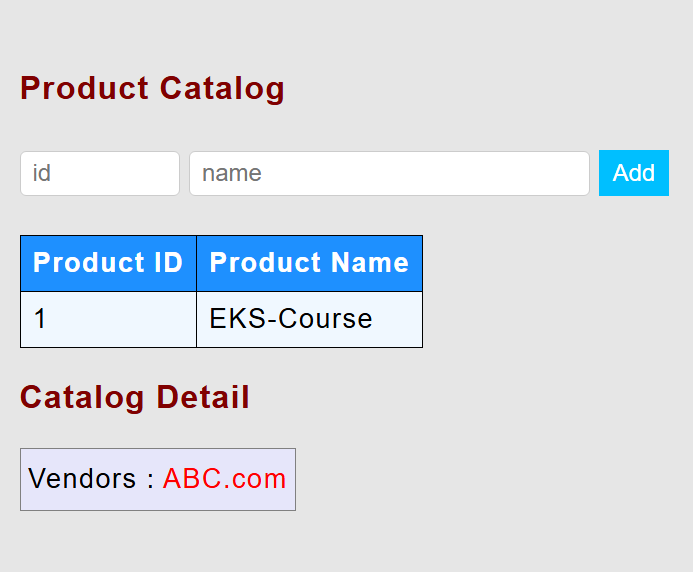 Product Catalog
id name Add
Product ID Product Name
1 EKS-Course
Catalog Detail
Vendors : ABC.com